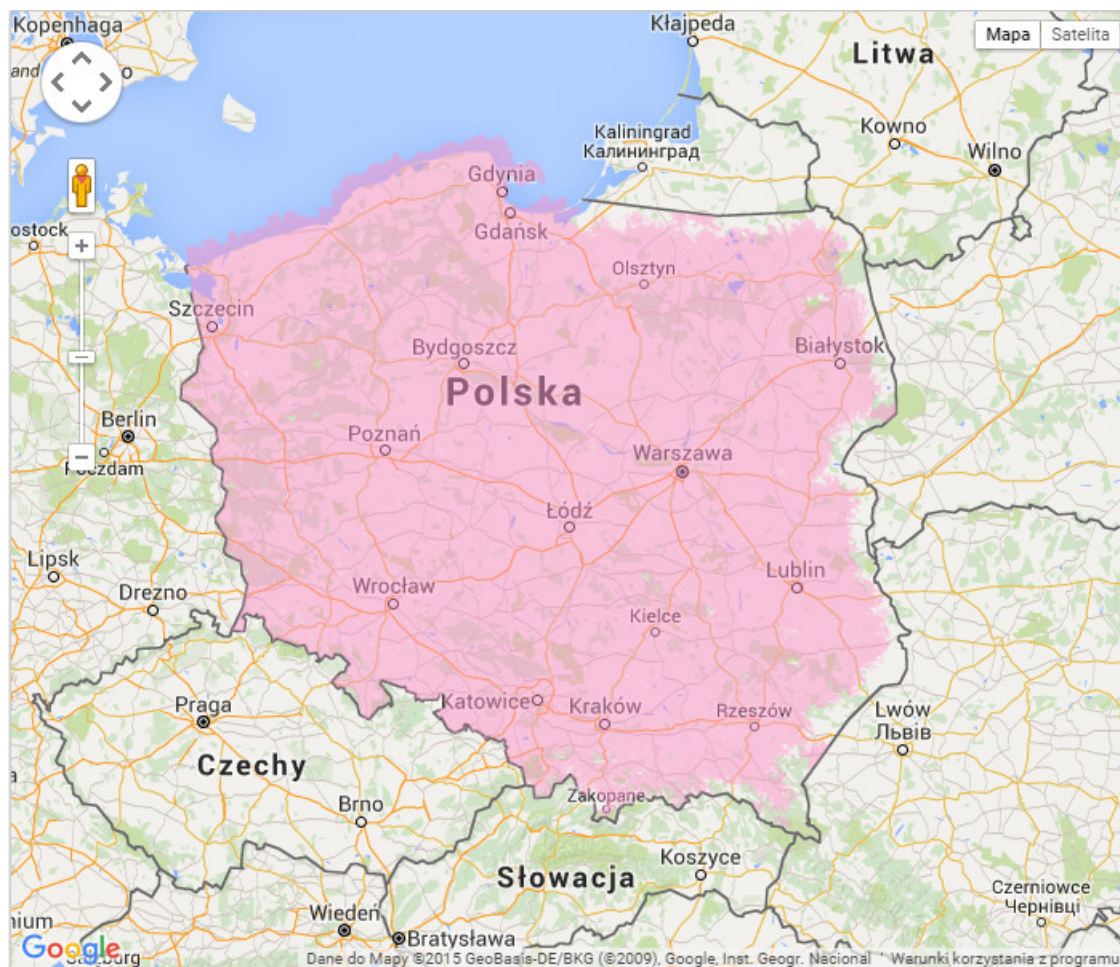 Kopenhaga
Kłajpeda
Mapa
Satelita
and
Litwa
Kaliningrad
Калининград
Kowno
Wilno
Gdynia
Gdańsk
ostock
Olsztyn
Szczecin
Bydgoszcz
Białystok
Polska
Berlin
Poznań
Warszawa
Poczdam
Łódź
Lipsk
Lublin
Drezno
Wrocław
Kielce
Katowice
Kraków
Rzeszów
Praga
Lwów
Львів
Czechy
a
Zakopane
Brno
Koszyce
Słowacja
Czerniowce
Чернівці
nium
Wiedeń
Bratysława
Google
Dane do Mapy ©2015 GeoBasis-DE/BKG (©2009), Google, Inst. Geogr. Nacional
Warunki korzystania z programu